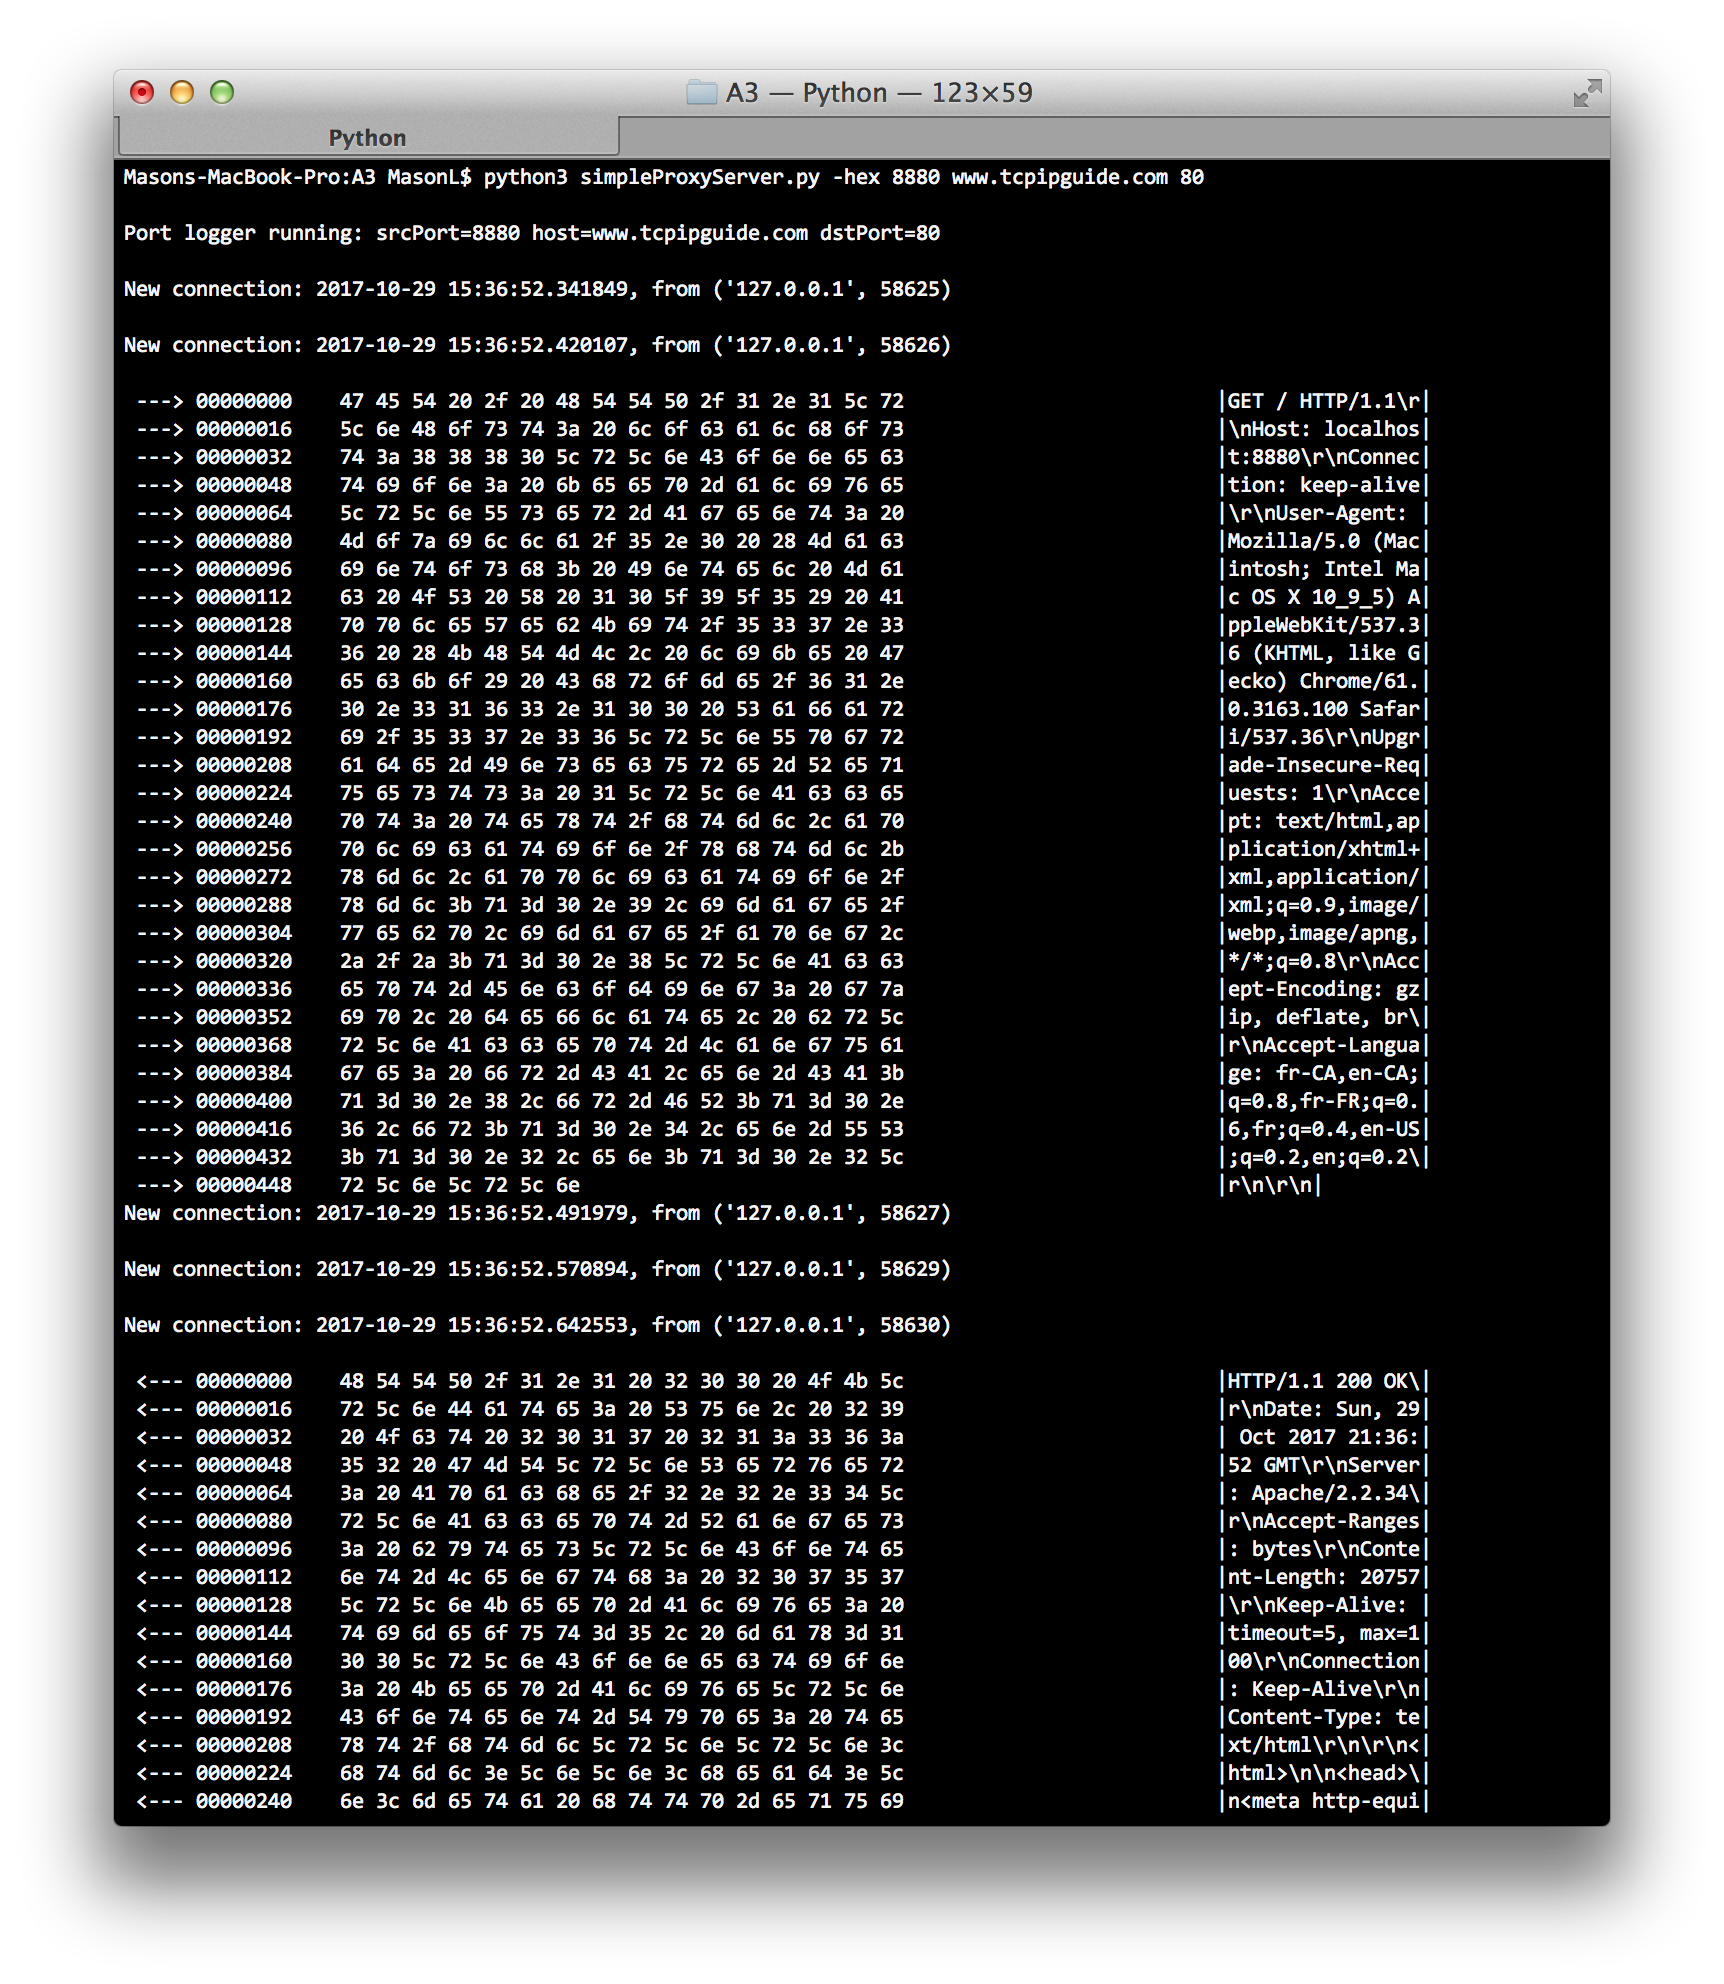 A3 — Python — 123×59
Python
Masons-MacBook-Pro:A3 MasonL$ python3 simpleProxyServer.py -hex 8880 www.tcpipguide.com 80
Port logger running: srcPort=8880 host=www.tcpipguide.com dstPort=80
New connection: 2017-10-29 15:36:52.341849, from ('127.0.0.1', 58625)
New connection: 2017-10-29 15:36:52.420107, from ('127.0.0.1', 58626)
---> 00000000    47 45 54 20 2f 20 48 54 54 50 2f 31 2e 31 5c 72    |GET / HTTP/1.1\r|
---> 00000016    5c 6e 48 6f 73 74 3a 20 6c 6f 63 61 6c 68 6f 73    |\nHost: localhos|
---> 00000032    74 3a 38 38 38 30 5c 72 5c 6e 43 6f 6e 6e 65 63    |t:8880\r\nConnec|
---> 00000048    74 69 6f 6e 3a 20 6b 65 65 70 2d 61 6c 69 76 65    |tion: keep-alive|
---> 00000064    5c 72 5c 6e 55 73 65 72 2d 41 67 65 6e 74 3a 20    |\r\nUser-Agent: |
---> 00000080    4d 6f 7a 69 6c 6c 61 2f 35 2e 30 20 28 4d 61 63    |Mozilla/5.0 (Mac|
---> 00000096    69 6e 74 6f 73 68 3b 20 49 6e 74 65 6c 20 4d 61    |intosh; Intel Ma|
---> 00000112    63 20 4f 53 20 58 20 31 30 5f 39 5f 35 29 20 41    |c OS X 10_9_5) A|
---> 00000128    70 70 6c 65 57 65 62 4b 69 74 2f 35 33 37 2e 33    |ppleWebKit/537.3|
---> 00000144    36 20 28 4b 48 54 4d 4c 2c 20 6c 69 6b 65 20 47    |6 (KHTML, like G|
---> 00000160    65 63 6b 6f 29 20 43 68 72 6f 6d 65 2f 36 31 2e    |ecko) Chrome/61.|
---> 00000176    30 2e 33 31 36 33 2e 31 30 30 20 53 61 66 61 72    |0.3163.100 Safar|
---> 00000192    69 2f 35 33 37 2e 33 36 5c 72 5c 6e 55 70 67 72    |i/537.36\r\nUpgr|
---> 00000208    61 64 65 2d 49 6e 73 65 63 75 72 65 2d 52 65 71    |ade-Insecure-Req|
---> 00000224    75 65 73 74 73 3a 20 31 5c 72 5c 6e 41 63 63 65    |uests: 1\r\nAcce|
---> 00000240    70 74 3a 20 74 65 78 74 2f 68 74 6d 6c 2c 61 70    |pt: text/html,ap|
---> 00000256    70 6c 69 63 61 74 69 6f 6e 2f 78 68 74 6d 6c 2b    |plication/xhtml+|
---> 00000272    78 6d 6c 2c 61 70 70 6c 69 63 61 74 69 6f 6e 2f    |xml,application/|
---> 00000288    78 6d 6c 3b 71 3d 30 2e 39 2c 69 6d 61 67 65 2f    |xml;q=0.9,image/|
---> 00000304    77 65 62 70 2c 69 6d 61 67 65 2f 61 70 6e 67 2c    |webp,image/apng,|
---> 00000320    2a 2f 2a 3b 71 3d 30 2e 38 5c 72 5c 6e 41 63 63    |*/*;q=0.8\r\nAcc|
---> 00000336    65 70 74 2d 45 6e 63 6f 64 69 6e 67 3a 20 67 7a    |ept-Encoding: gz|
---> 00000352    69 70 2c 20 64 65 66 6c 61 74 65 2c 20 62 72 5c    |ip, deflate, br\|
---> 00000368    72 5c 6e 41 63 63 65 70 74 2d 4c 61 6e 67 75 61    |r\nAccept-Langua|
---> 00000384    67 65 3a 20 66 72 2d 43 41 2c 65 6e 2d 43 41 3b    |ge: fr-CA,en-CA;|
---> 00000400    71 3d 30 2e 38 2c 66 72 2d 46 52 3b 71 3d 30 2e    |q=0.8,fr-FR;q=0.|
---> 00000416    36 2c 66 72 3b 71 3d 30 2e 34 2c 65 6e 2d 55 53    |6,fr;q=0.4,en-US|
---> 00000432    3b 71 3d 30 2e 32 2c 65 6e 3b 71 3d 30 2e 32 5c    |;q=0.2,en;q=0.2\|
---> 00000448    72 5c 6e 5c 72 5c 6e    |r\n\r\n|
New connection: 2017-10-29 15:36:52.491979, from ('127.0.0.1', 58627)
New connection: 2017-10-29 15:36:52.570894, from ('127.0.0.1', 58629)
New connection: 2017-10-29 15:36:52.642553, from ('127.0.0.1', 58630)
<--- 00000000    48 54 54 50 2f 31 2e 31 20 32 30 30 20 4f 4b 5c    |HTTP/1.1 200 OK\|
<--- 00000016    72 5c 6e 44 61 74 65 3a 20 53 75 6e 2c 20 32 39    |r\nDate: Sun, 29|
<--- 00000032    20 4f 63 74 20 32 30 31 37 20 32 31 3a 33 36 3a    | Oct 2017 21:36:|
<--- 00000048    35 32 20 47 4d 54 5c 72 5c 6e 53 65 72 76 65 72    |52 GMT\r\nServer|
<--- 00000064    3a 20 41 70 61 63 68 65 2f 32 2e 32 2e 33 34 5c    |: Apache/2.2.34\|
<--- 00000080    72 5c 6e 41 63 63 65 70 74 2d 52 61 6e 67 65 73    |r\nAccept-Ranges|
<--- 00000096    3a 20 62 79 74 65 73 5c 72 5c 6e 43 6f 6e 74 65    |: bytes\r\nConte|
<--- 00000112    6e 74 2d 4c 65 6e 67 74 68 3a 20 32 30 37 35 37    |nt-Length: 20757|
<--- 00000128    5c 72 5c 6e 4b 65 65 70 2d 41 6c 69 76 65 3a 20    |\r\nKeep-Alive: |
<--- 00000144    74 69 6d 65 6f 75 74 3d 35 2c 20 6d 61 78 3d 31    |timeout=5, max=1|
<--- 00000160    30 30 5c 72 5c 6e 43 6f 6e 6e 65 63 74 69 6f 6e    |00\r\nConnection|
<--- 00000176    3a 20 4b 65 65 70 2d 41 6c 69 76 65 5c 72 5c 6e    |: Keep-Alive\r\n|
<--- 00000192    43 6f 6e 74 65 6e 74 2d 54 79 70 65 3a 20 74 65    |Content-Type: te|
<--- 00000208    78 74 2f 68 74 6d 6c 5c 72 5c 6e 5c 72 5c 6e 3c    |xt/html\r\n\r\n<|
<--- 00000224    68 74 6d 6c 3e 5c 6e 5c 6e 3c 68 65 61 64 3e 5c    |html>\n\n<head>\|
<--- 00000240    6e 3c 6d 65 74 61 20 68 74 74 70 2d 65 71 75 69    |n<meta http-equi|